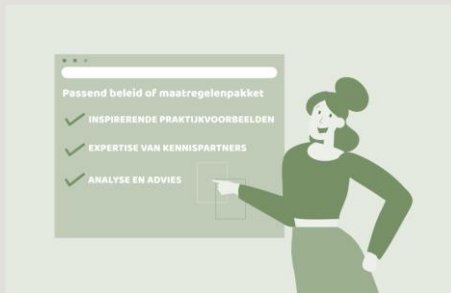 Passend beleid of maatregelenpakket
INSPIRERENDE PRAKTIJKVOORBEELDEN
EXPERTISE VAN KENNISPARTNERS
ANALYSE EN ADVIES